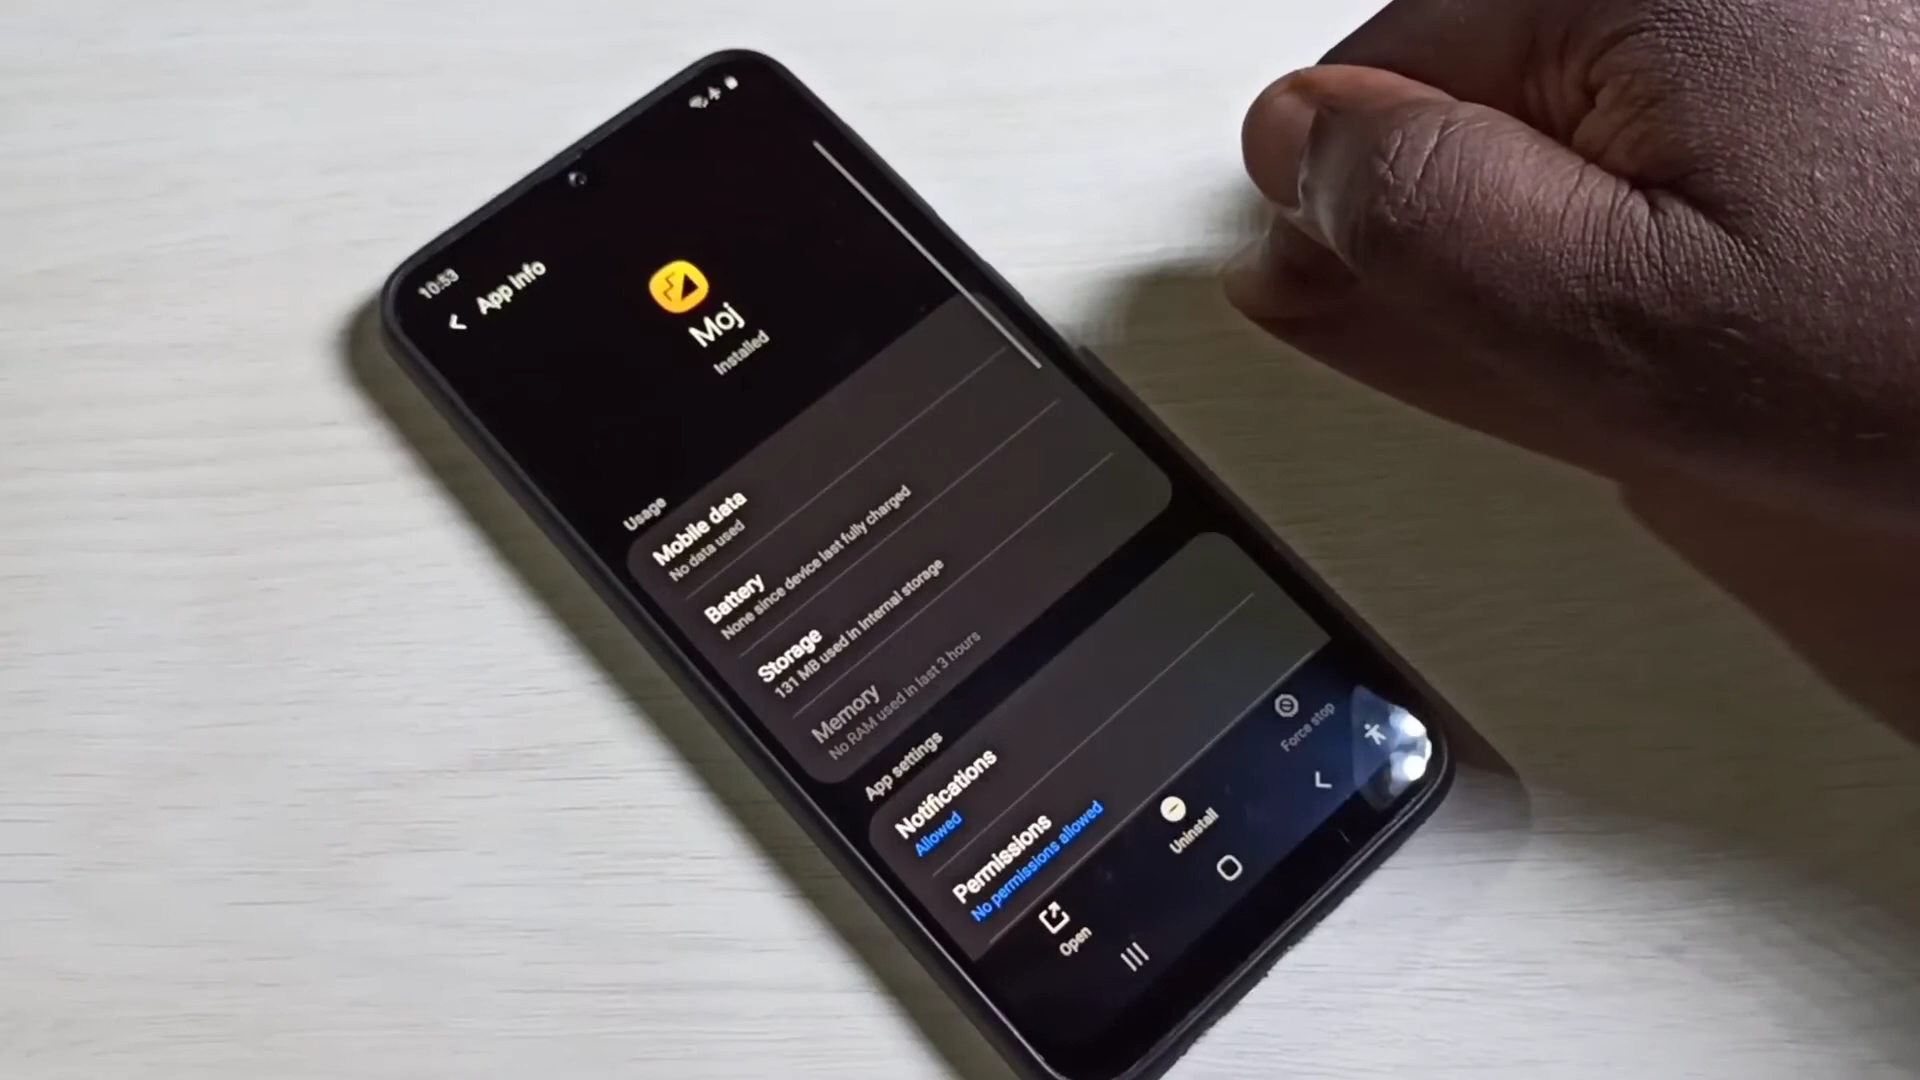 10:53
App info
Moj
Installed
Usage
Mobile data
No data used
Battery
None since device last fully charged
Storage
131 MB used in Internal storage
Memory
No RAM used in last 3 hours
App settings
Notifications
Allowed
Permissions
No permissions allowed
Open
Uninstall
Force stop